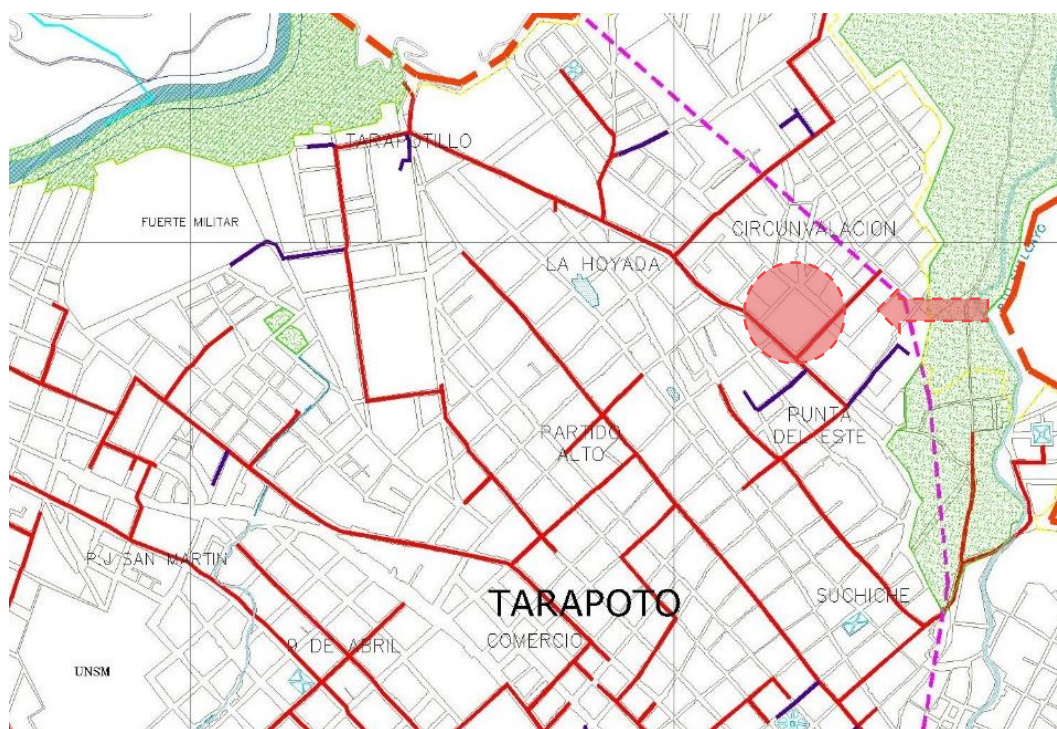 TARAPOTILLO
FUERTE MILITAR
CIRCUNVALACION
LA HOYADA
PARTIDO
ALTO
PUNTA
DEL ESTE
P.J SAN MARTIN
TARAPOTO
SUCHICHE
COMERCIO
9 DE ABRIL
UNSM